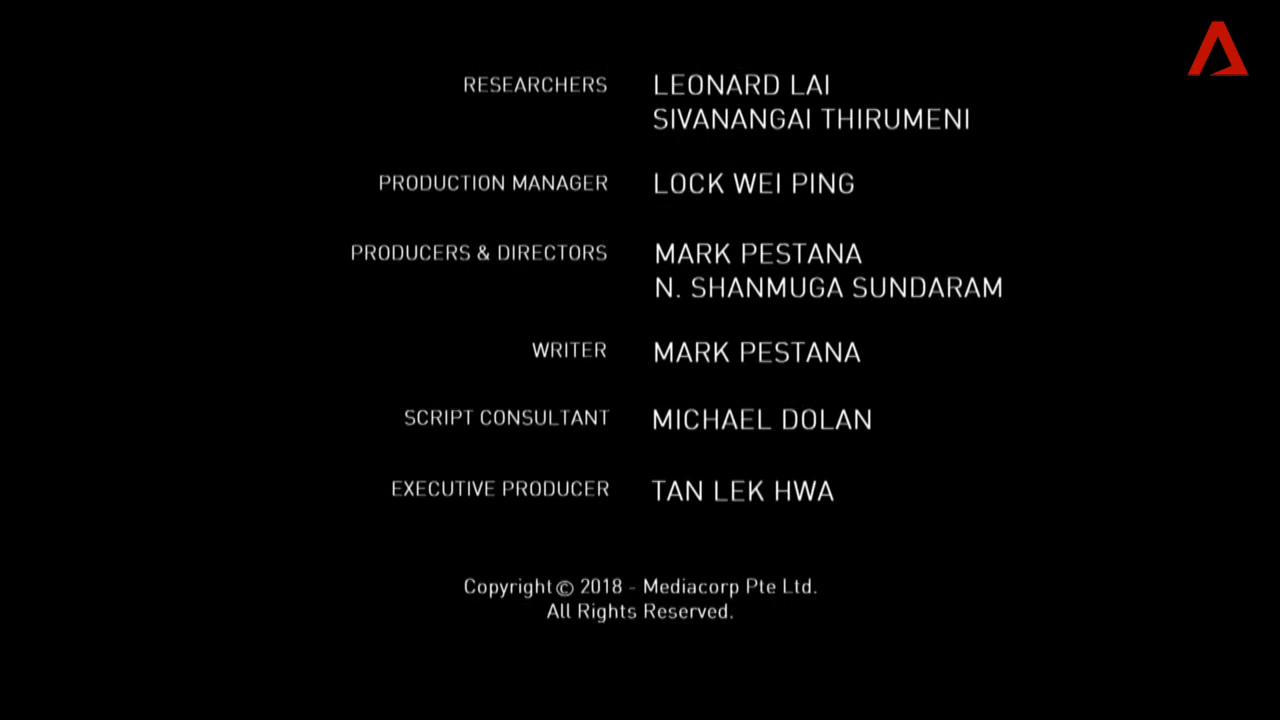 RESEARCHERS LEONARD LAI
SIVANANGAI THIRUMENI
PRODUCTION MANAGER LOCK WEI PING
PRODUCERS & DIRECTORS MARK PESTANA
N. SHANMUGA SUNDARAM
WRITER MARK PESTANA
SCRIPT CONSULTANT MICHAEL DOLAN
EXECUTIVE PRODUCER TAN LEK HWA
Copyright© 2018 - Mediacorp Pte Ltd.
All Rights Reserved.